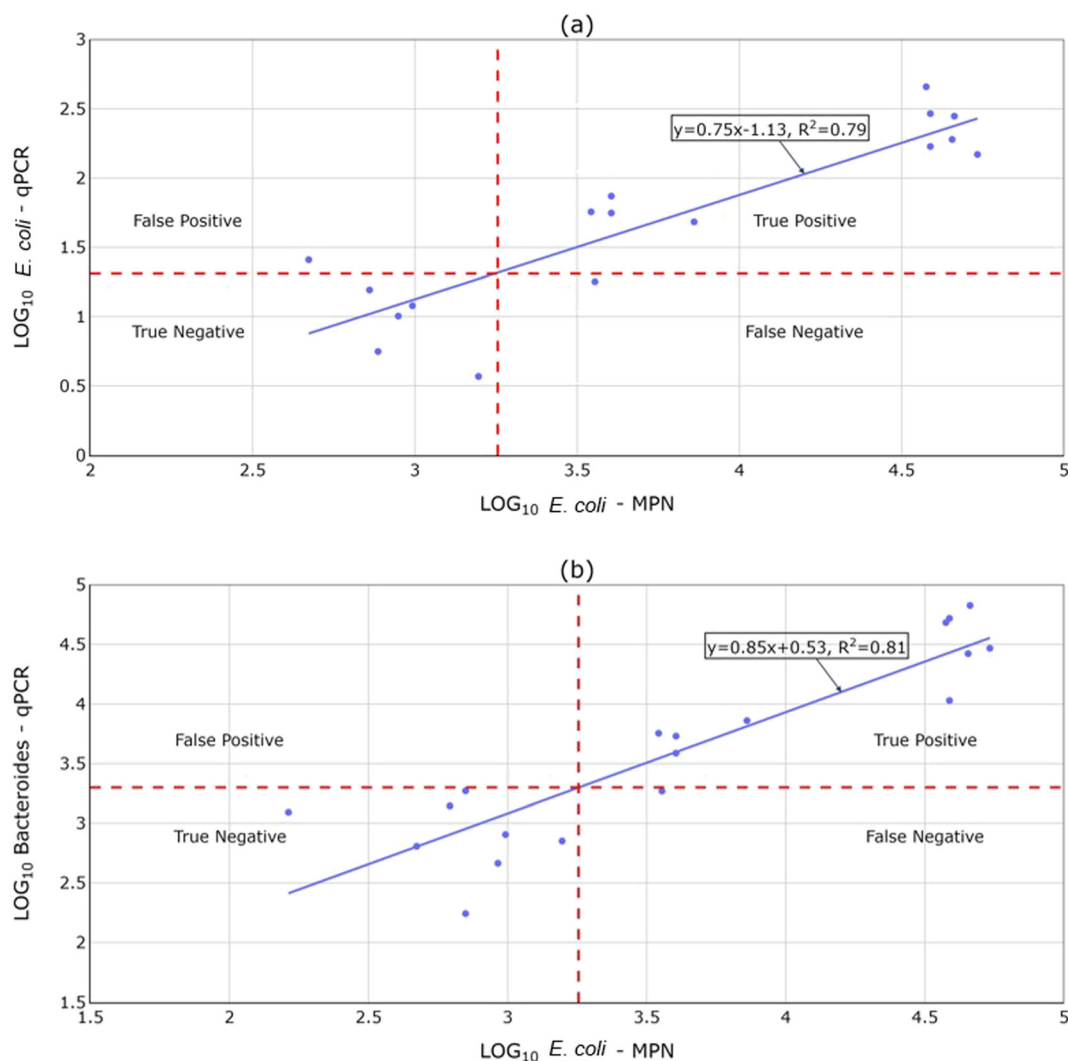 (a)
3
2.5
2
1.5
1
0.5
0
LOG₁₀ E. coli - qPCR
y=0.75x-1.13, R²=0.79
False Positive
True Positive
True Negative
False Negative
2
2.5
3
3.5
4
4.5
5
LOG₁₀ E. coli - MPN
(b)
5
4.5
4
3.5
3
2.5
2
1.5
LOG₁₀ Bacteroides - qPCR
y=0.85x+0.53, R²=0.81
False Positive
True Positive
True Negative
False Negative
1.5
2
2.5
3
3.5
4
4.5
5
LOG₁₀ E. coli - MPN